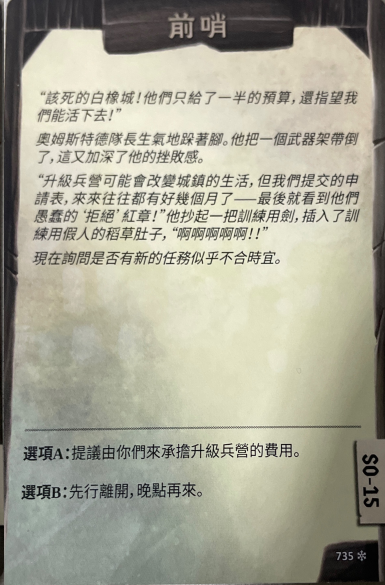 前哨
“該死的白橡城！他們只給了一半的預算，還指望我
們能活下去！”
奧姆斯特德隊長生氣地跺著腳。他把一個武器架帶倒
了，這又加深了他的挫敗感。
“升級兵營可能會改變城鎮的生活，但我們提交的申
請表，來來往往都有好幾個月了——最後就看到他們
愚蠢的‘拒絕’紅章！”他抄起一把訓練用劍，插入了訓
練用假人的稻草肚子，“啊啊啊啊啊！！”
現在詢問是否有新的任務似乎不合時宜。
選項A：提議由你們來承擔升級兵營的費用。
選項B：先行離開，晚點再來。
SO-15
735 ✼